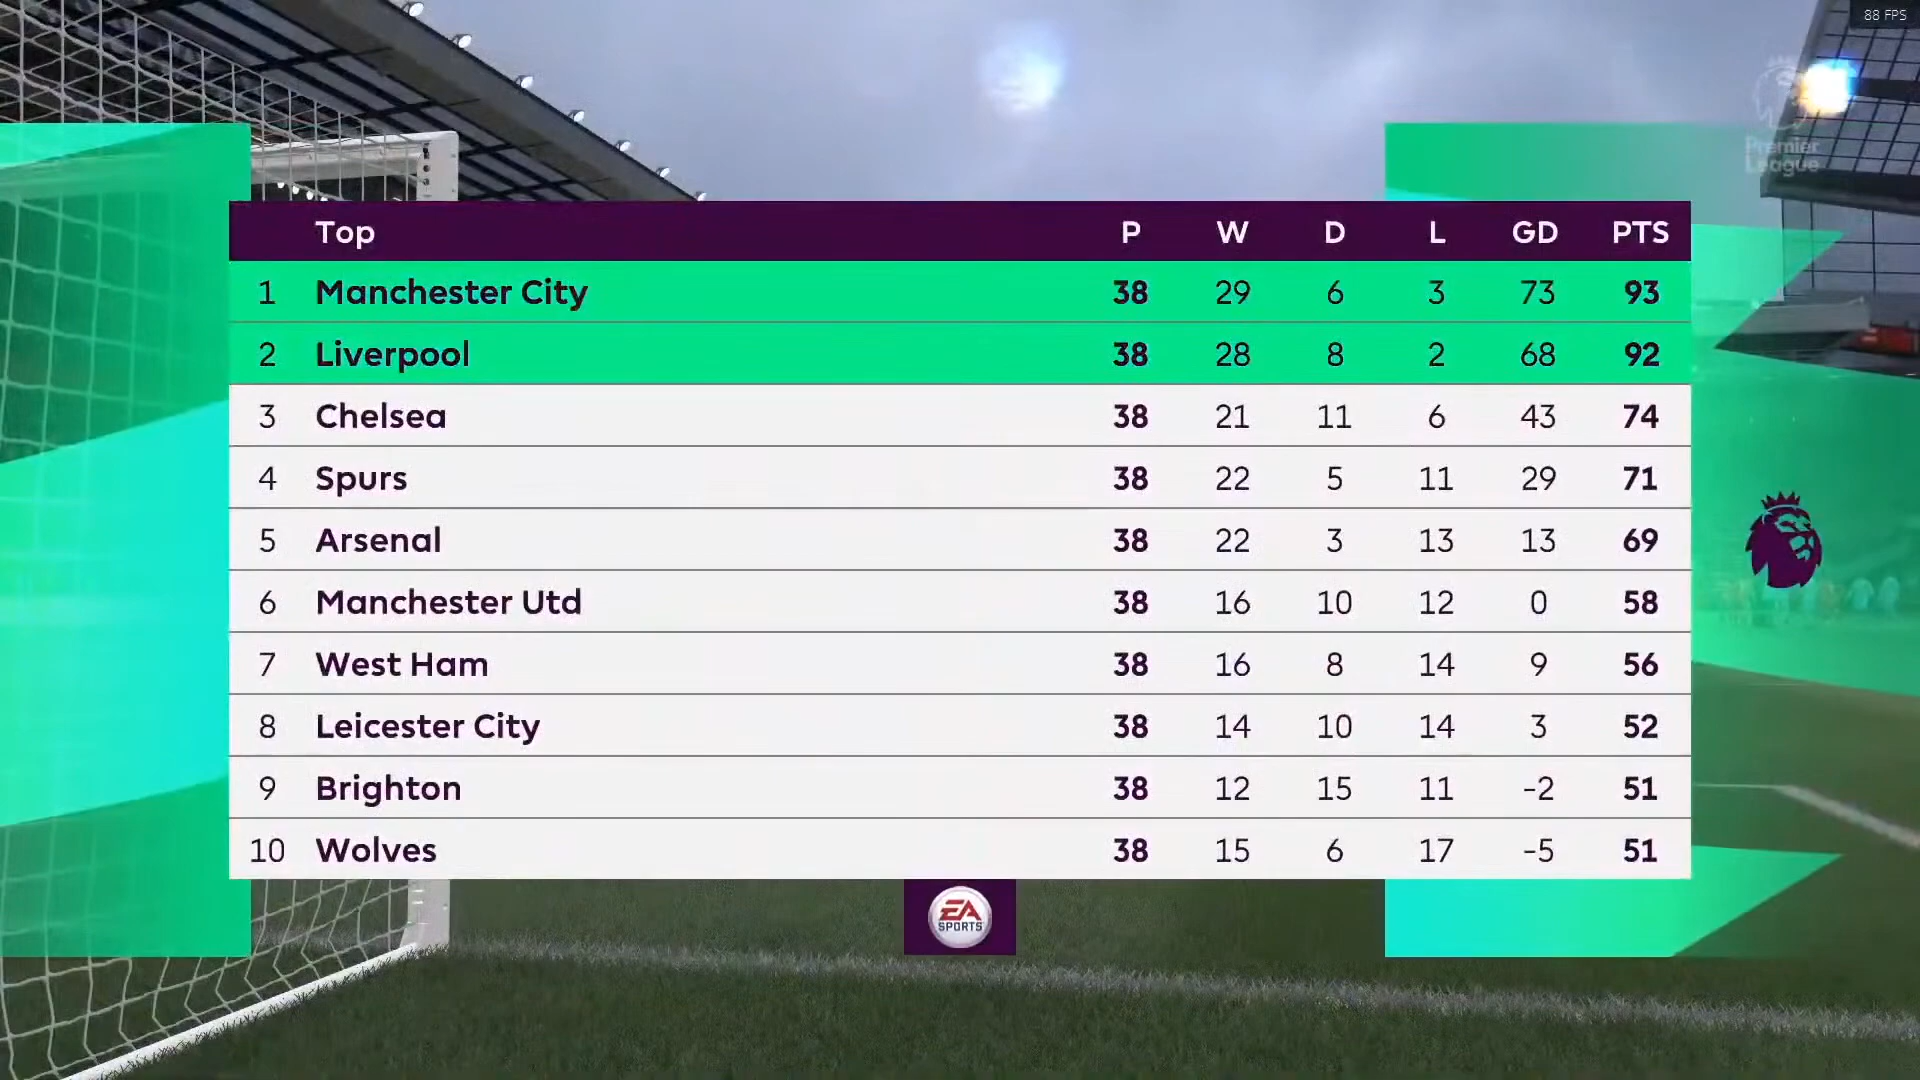 88 FPS
Premier
League
Top P W D L GD PTS
1 Manchester City 38 29 6 3 73 93
2 Liverpool 38 28 8 2 68 92
3 Chelsea 38 21 11 6 43 74
4 Spurs 38 22 5 11 29 71
5 Arsenal 38 22 3 13 13 69
6 Manchester Utd 38 16 10 12 0 58
7 West Ham 38 16 8 14 9 56
8 Leicester City 38 14 10 14 3 52
9 Brighton 38 12 15 11 -2 51
10 Wolves 38 15 6 17 -5 51
EA
SPORTS